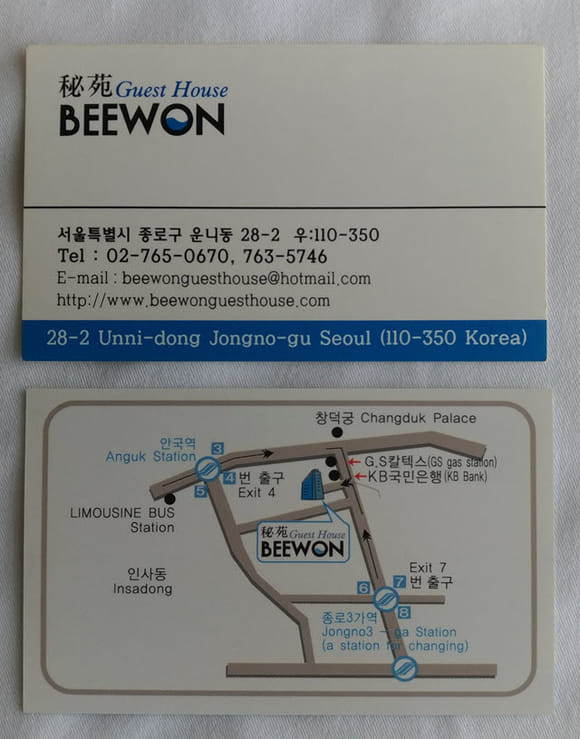 秘苑 Guest House
BEEWON
서울특별시 종로구 운니동 28-2 우:110-350
Tel : 02-765-0670, 763-5746
E-mail : beewonguesthouse@hotmail.com
http://www.beewonguesthouse.com
28-2 Unni-dong Jongno-gu Seoul (110-350 Korea)
창덕궁 Changduk Palace
안국역
Anguk Station
3
4 번 출구
Exit 4
5
G.S칼텍스(GS gas station)
KB국민은행(KB Bank)
LIMOUSINE BUS
Station
秘苑 Guest House
BEEWON
인사동
Insadong
Exit 7
7 번 출구
6
8
종로3가역
Jongno3 - ga Station
(a station for changing)